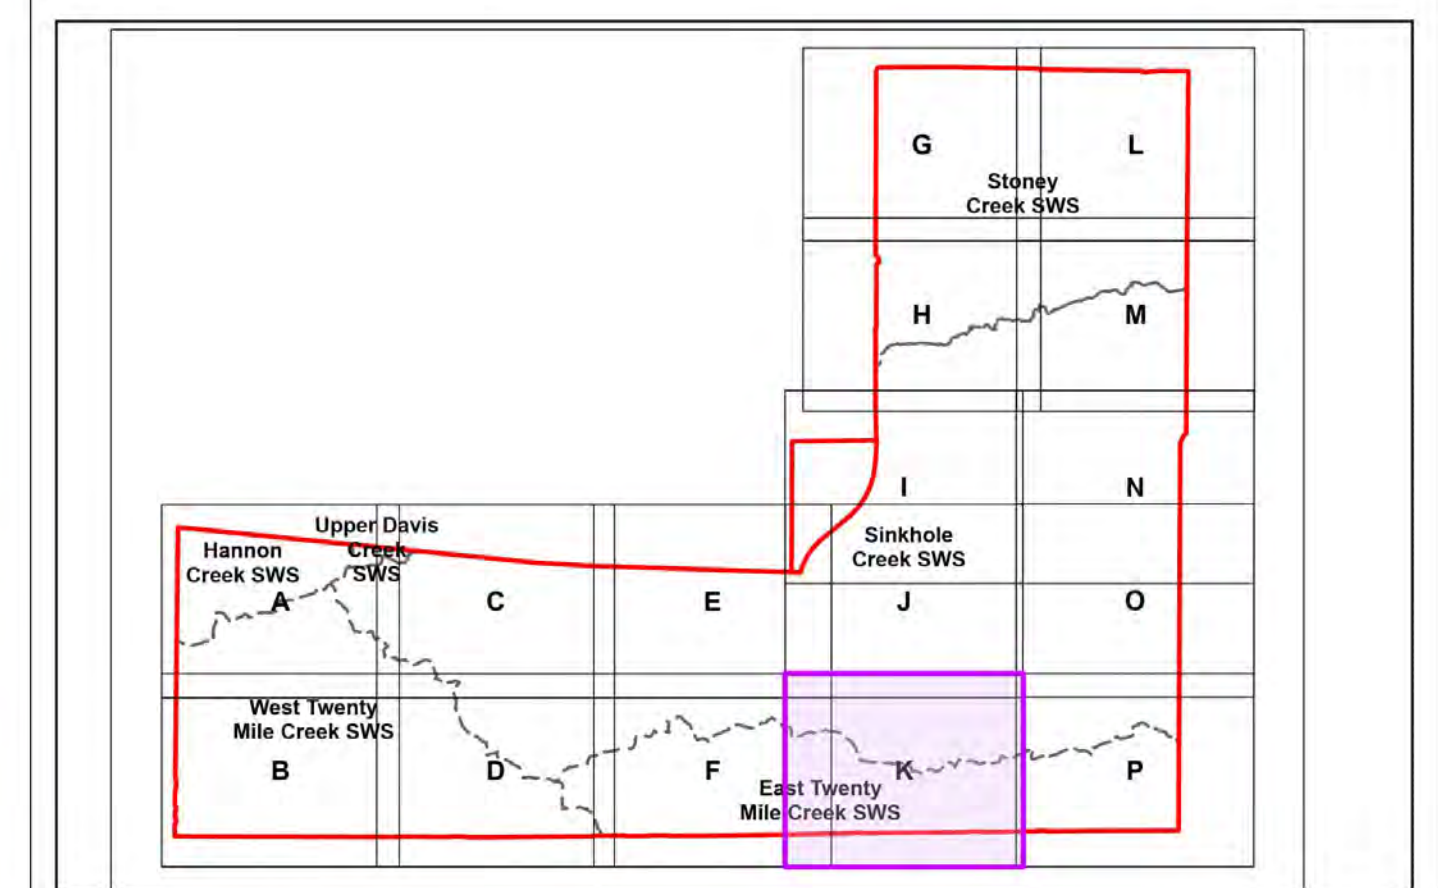 G
L
Stoney
Creek SWS
H
M
I
N
Upper Davis
Creek
SWS
Hannon
Creek SWS
Sinkhole
Creek SWS
A
C
E
J
O
West Twenty
Mile Creek SWS
B
D
F
K
P
East Twenty
Mile Creek SWS